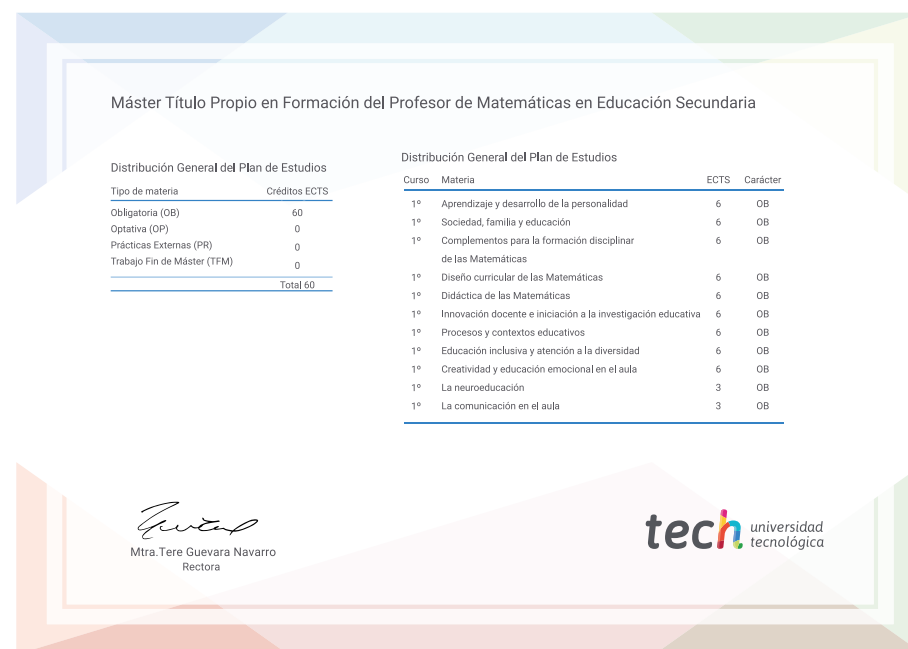 Máster Título Propio en Formación del Profesor de Matemáticas en Educación Secundaria
Distribución General del Plan de Estudios
Tipo de materia Créditos ECTS
Obligatoria (OB) 60
Optativa (OP) 0
Prácticas Externas (PR) 0
Trabajo Fin de Máster (TFM) 0
Total 60
Distribución General del Plan de Estudios
Curso Materia ECTS Carácter
1º Aprendizaje y desarrollo de la personalidad 6 OB
1º Sociedad, familia y educación 6 OB
1º Complementos para la formación disciplinar 6 OB
de las Matemáticas
1º Diseño curricular de las Matemáticas 6 OB
1º Didáctica de las Matemáticas 6 OB
1º Innovación docente e iniciación a la investigación educativa 6 OB
1º Procesos y contextos educativos 6 OB
1º Educación inclusiva y atención a la diversidad 6 OB
1º Creatividad y educación emocional en el aula 6 OB
1º La neuroeducación 3 OB
1º La comunicación en el aula 3 OB
Mtra.Tere Guevara Navarro
Rectora
tech universidad
tecnológica